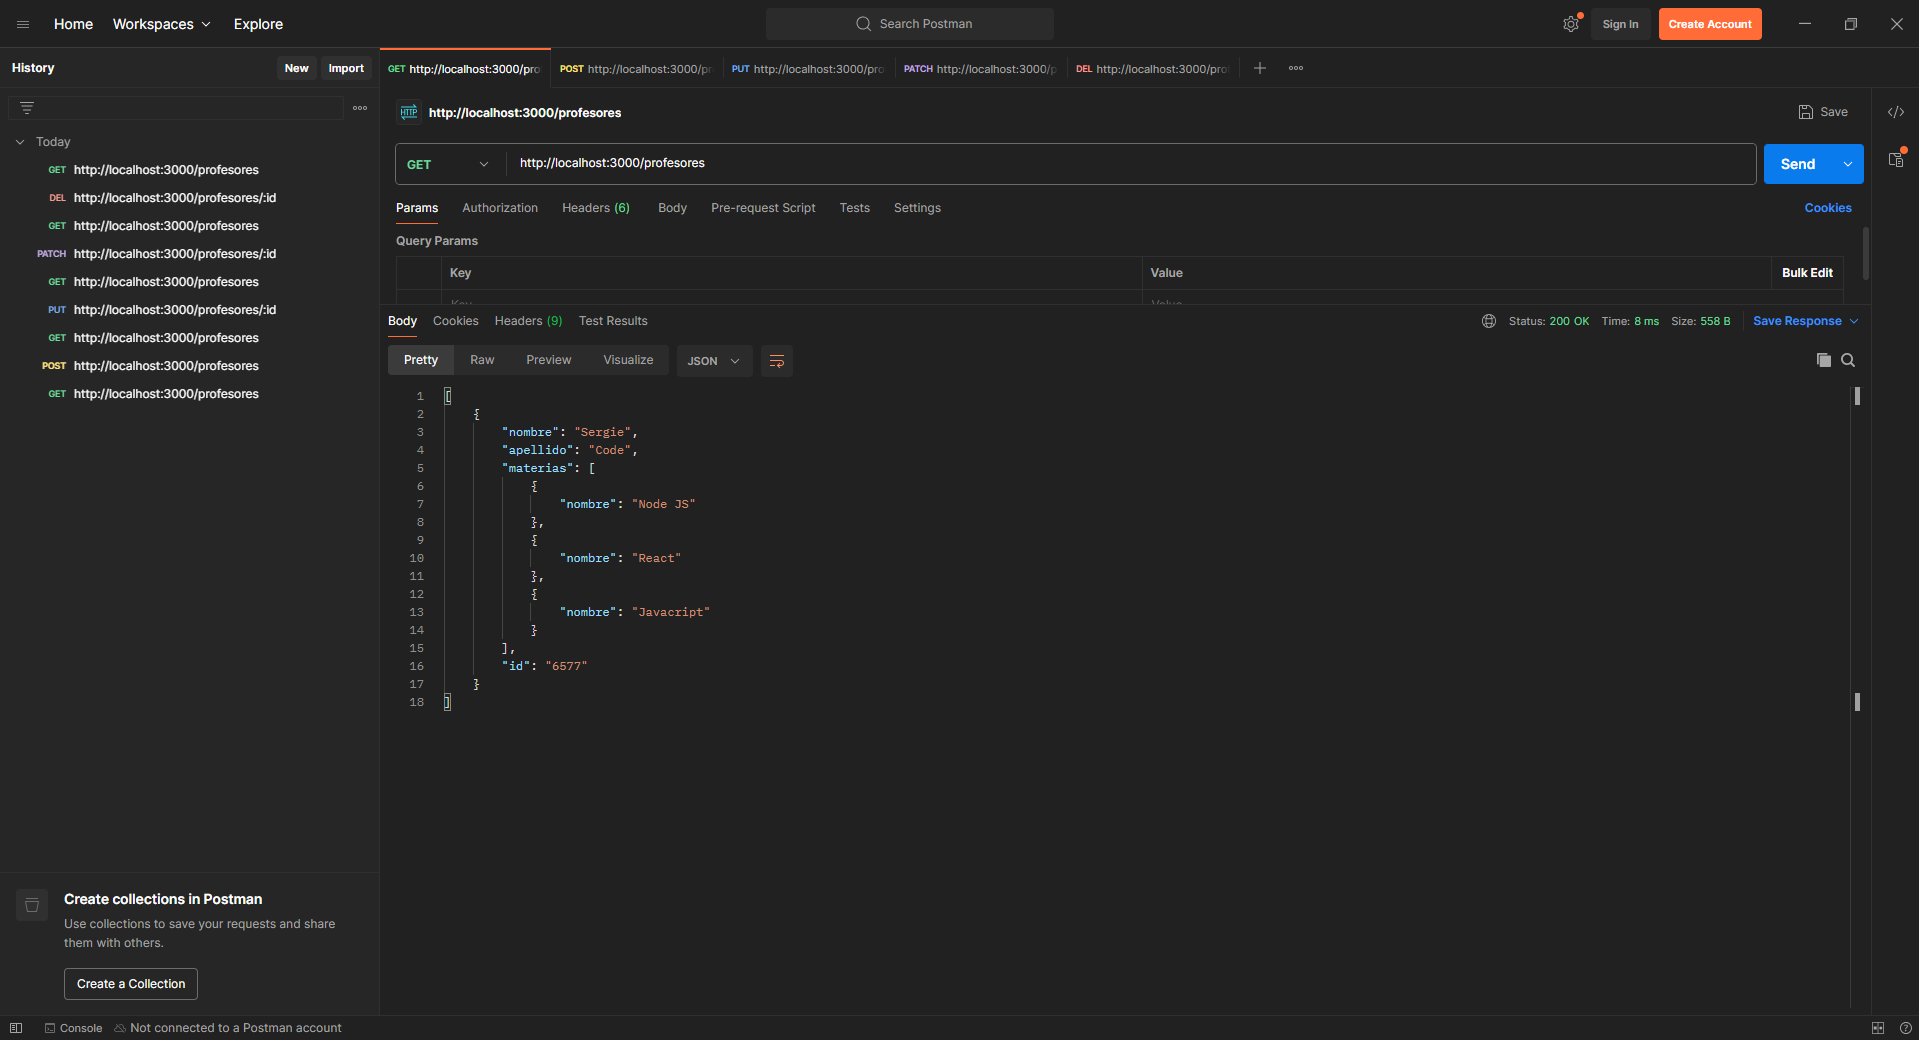 Home Workspaces Explore Search Postman Sign In Create Account
History New Import
GET http://localhost:3000/pro POST http://localhost:3000/pr PUT http://localhost:3000/pro PATCH http://localhost:3000/p DEL http://localhost:3000/pro
Today
GET http://localhost:3000/profesores
DEL http://localhost:3000/profesores/:id
GET http://localhost:3000/profesores
PATCH http://localhost:3000/profesores/:id
GET http://localhost:3000/profesores
PUT http://localhost:3000/profesores/:id
GET http://localhost:3000/profesores
POST http://localhost:3000/profesores
GET http://localhost:3000/profesores
Create collections in Postman
Use collections to save your requests and share
them with others.
Create a Collection
HTTP http://localhost:3000/profesores Save
GET http://localhost:3000/profesores Send
Params Authorization Headers (6) Body Pre-request Script Tests Settings Cookies
Query Params
Key Value Bulk Edit
Key Value
Body Cookies Headers (9) Test Results Status: 200 OK Time: 8 ms Size: 558 B Save Response
Pretty Raw Preview Visualize JSON
1 [
2 {
3 "nombre": "Sergie",
4 "apellido": "Code",
5 "materias": [
6 {
7 "nombre": "Node JS"
8 },
9 {
10 "nombre": "React"
11 },
12 {
13 "nombre": "Javacript"
14 }
15 ],
16 "id": "6577"
17 }
18 ]
Console Not connected to a Postman account